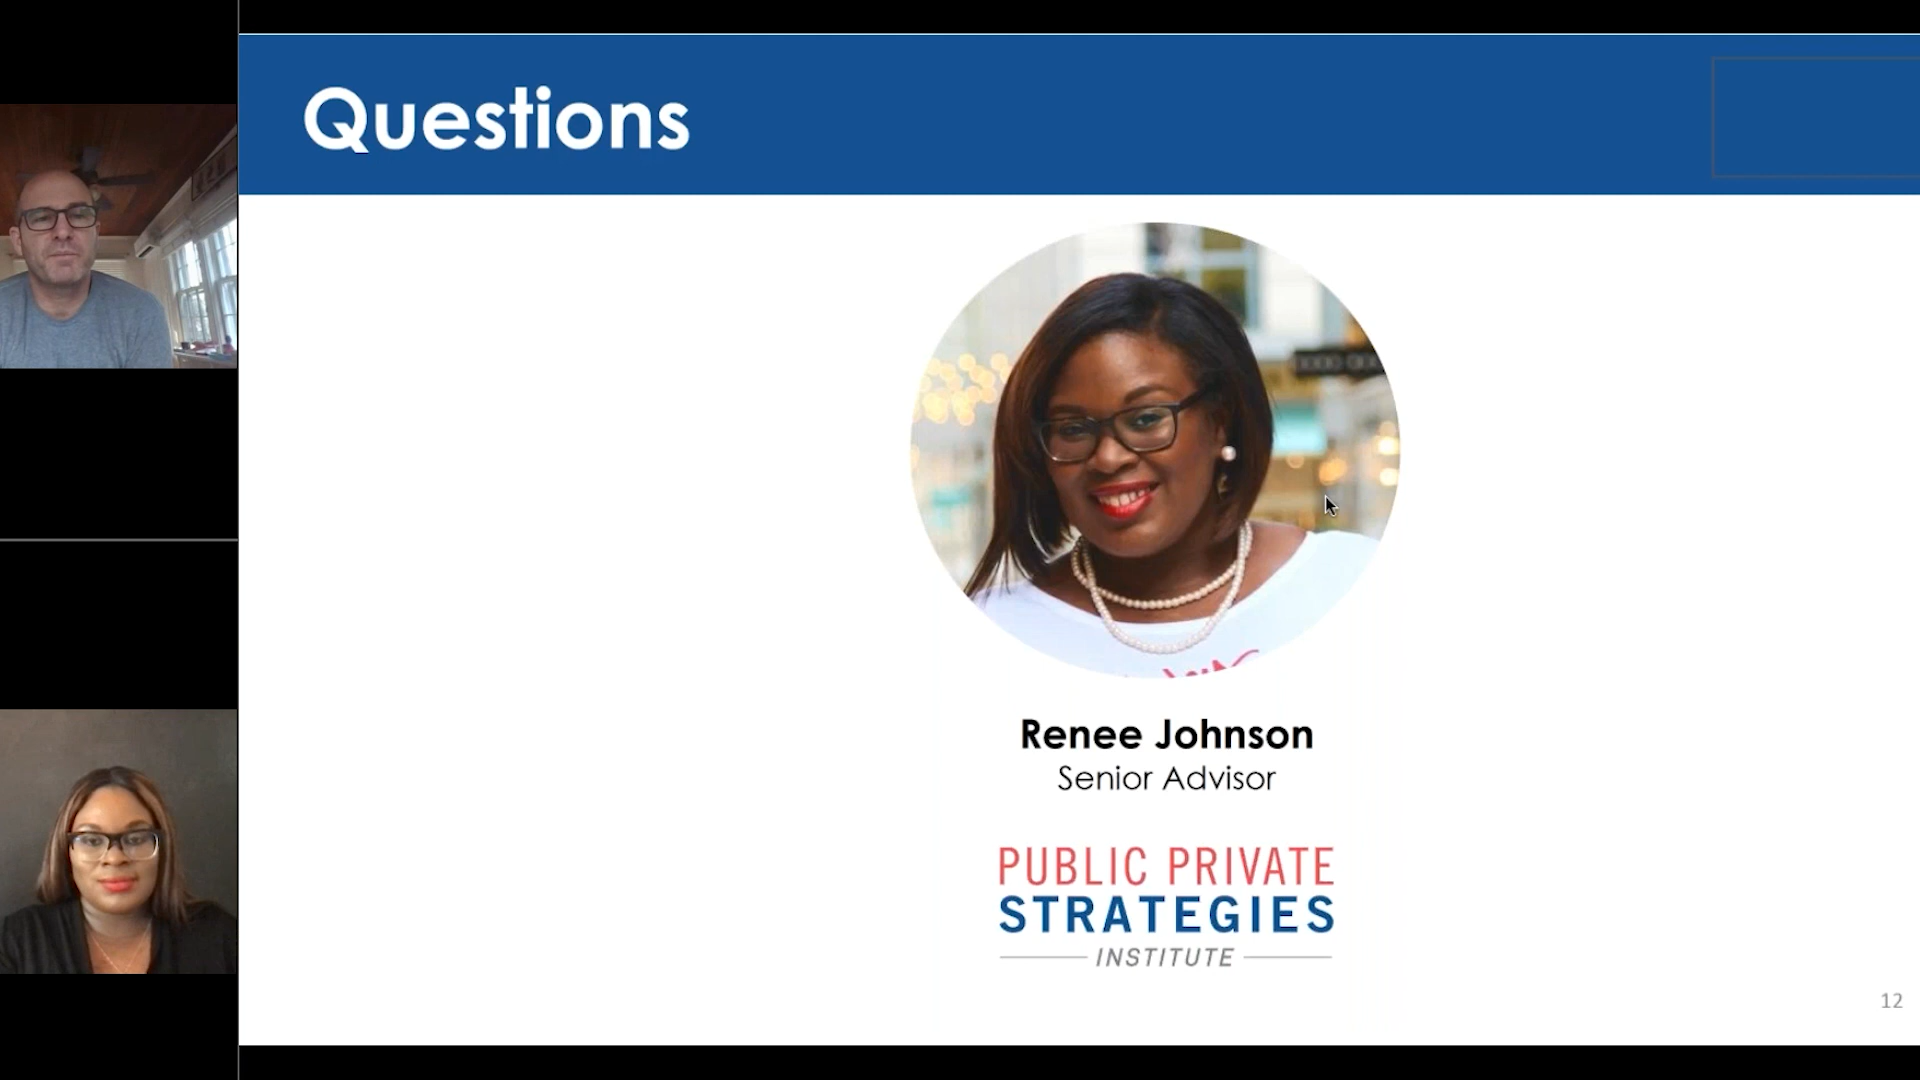 Questions
Renee Johnson
Senior Advisor
PUBLIC PRIVATE
STRATEGIES
INSTITUTE
12